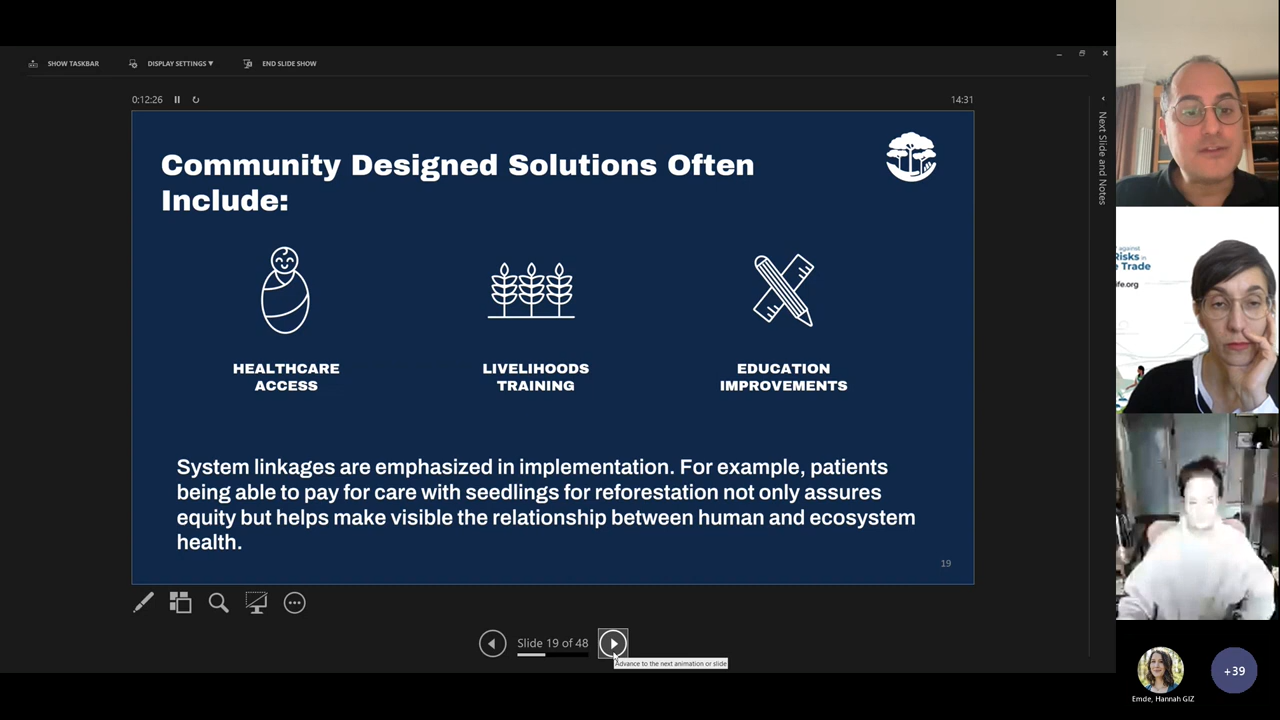 SHOW TASKBAR
DISPLAY SETTINGS ▾
END SLIDE SHOW
0:12:26
14:31
Next Slide and Notes
Community Designed Solutions Often
Include:
HEALTHCARE
ACCESS
LIVELIHOODS
TRAINING
EDUCATION
IMPROVEMENTS
System linkages are emphasized in implementation. For example, patients
being able to pay for care with seedlings for reforestation not only assures
equity but helps make visible the relationship between human and ecosystem
health.
19
Slide 19 of 48
Advance to the next animation or slide
against
Risks in
Trade
ife.org
Emde, Hannah GIZ
+39